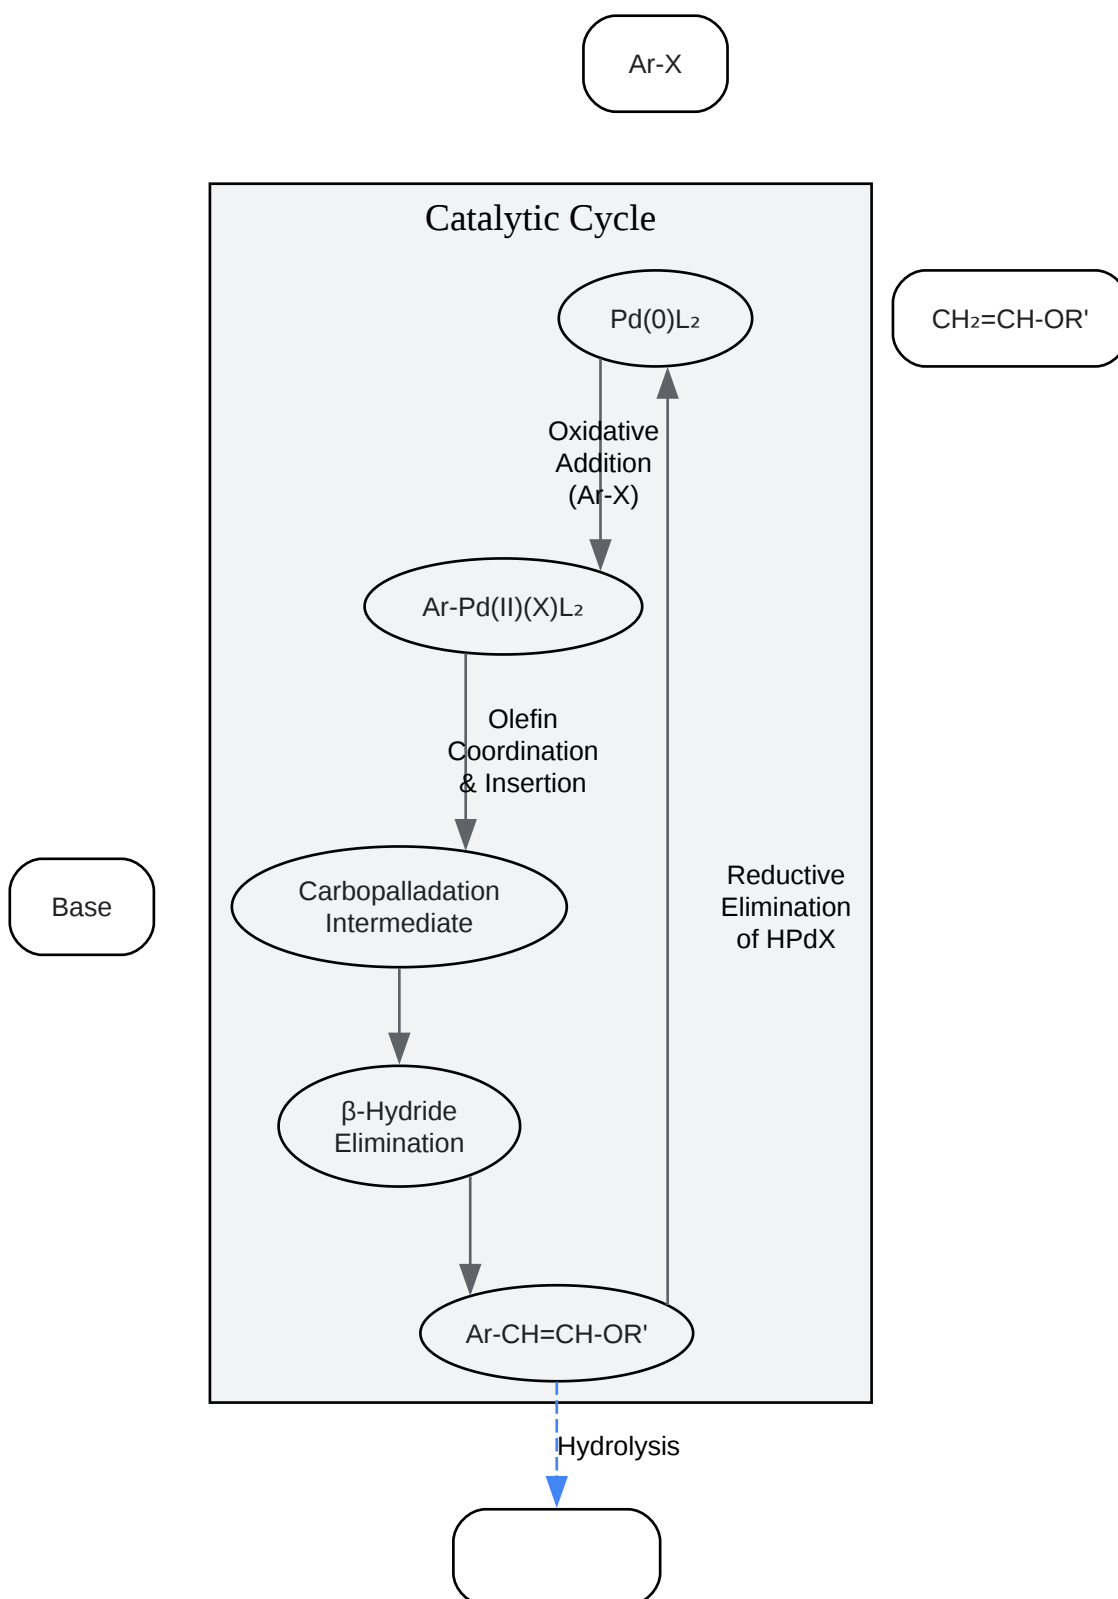 Ar-X
Catalytic Cycle
Pd(0)L₂
CH₂=CH-OR'
Oxidative
Addition
(Ar-X)
Ar-Pd(II)(X)L₂
Olefin
Coordination
& Insertion
Carbopalladation
Intermediate
Base
Reductive
Elimination
of HPdX
β-Hydride
Elimination
Ar-CH=CH-OR'
Hydrolysis